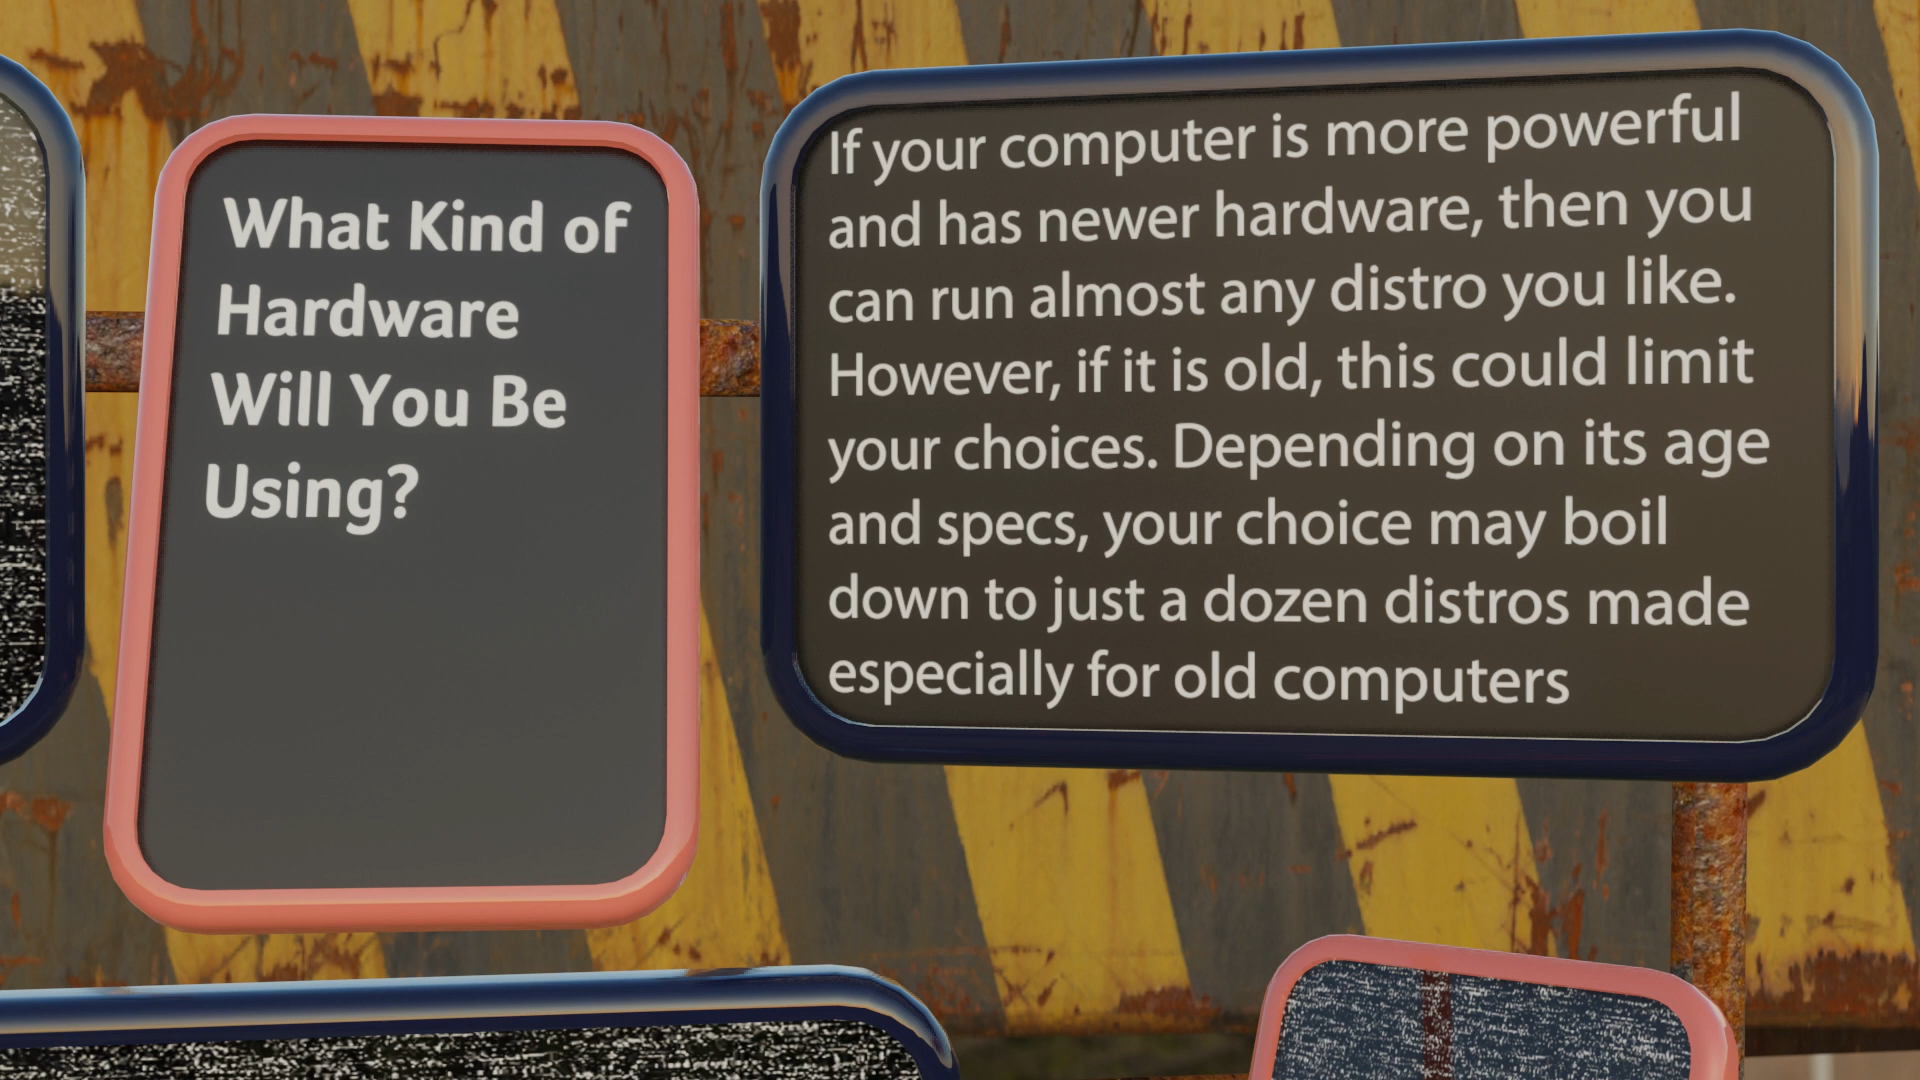 What Kind of
Hardware
Will You Be
Using?
If your computer is more powerful
and has newer hardware, then you
can run almost any distro you like.
However, if it is old, this could limit
your choices. Depending on its age
and specs, your choice may boil
down to just a dozen distros made
especially for old computers